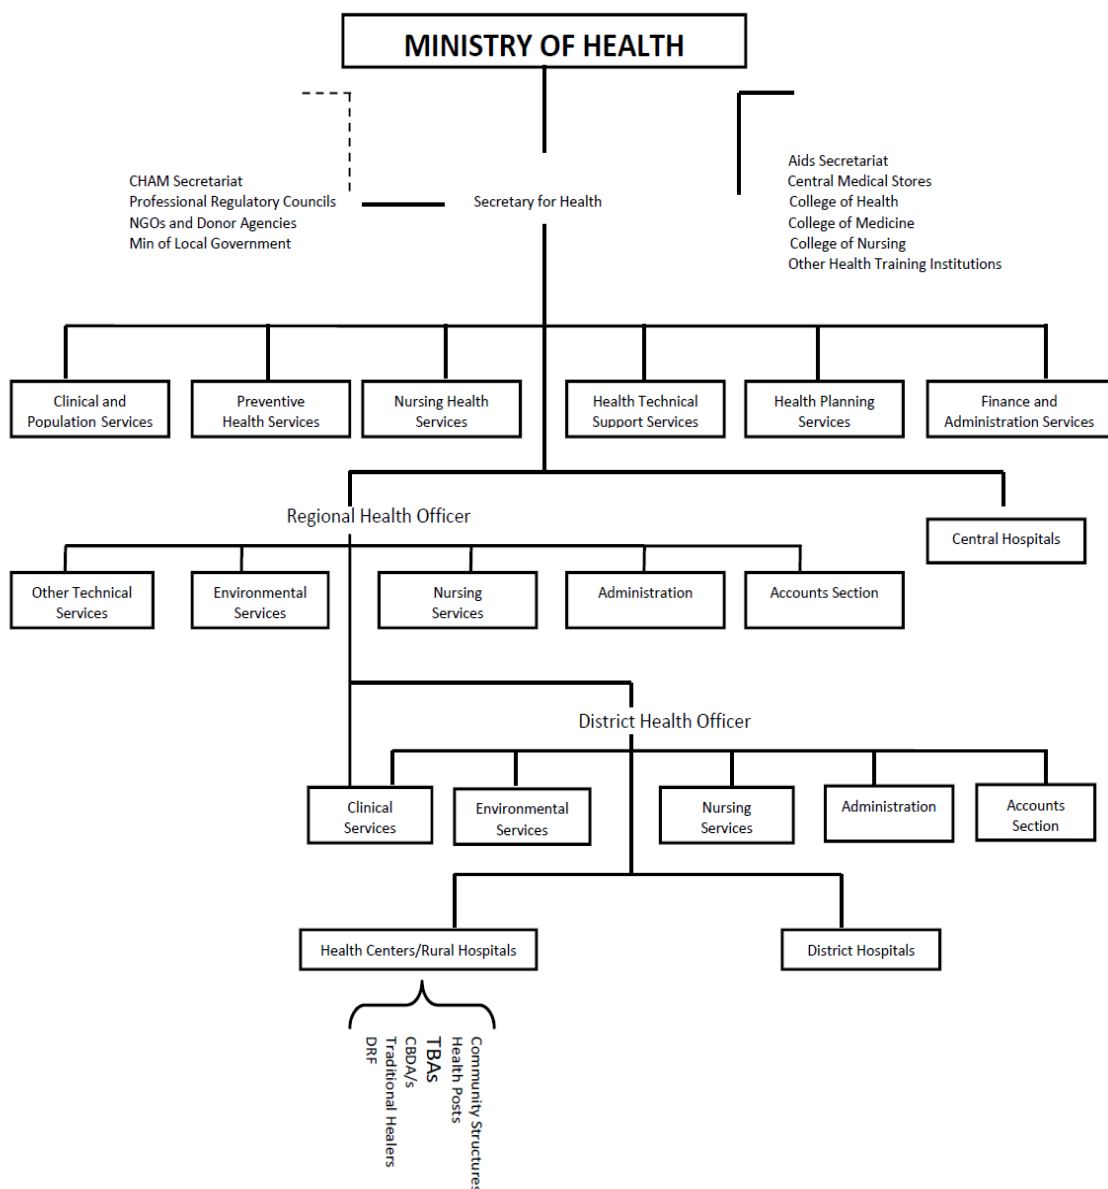 MINISTRY OF HEALTH
CHAM Secretariat
Professional Regulatory Councils
NGOs and Donor Agencies
Min of Local Government
Secretary for Health
Aids Secretariat
Central Medical Stores
College of Health
College of Medicine
College of Nursing
Other Health Training Institutions
Clinical and
Population Services
Preventive
Health Services
Nursing Health
Services
Health Technical
Support Services
Health Planning
Services
Finance and
Administration Services
Regional Health Officer
Central Hospitals
Other Technical
Services
Environmental
Services
Nursing
Services
Administration
Accounts Section
District Health Officer
Clinical
Services
Environmental
Services
Nursing
Services
Administration
Accounts
Section
Health Centers/Rural Hospitals
District Hospitals
Community Structures
Health Posts
TBAs
CBDA/s
Traditional Healers
DRF